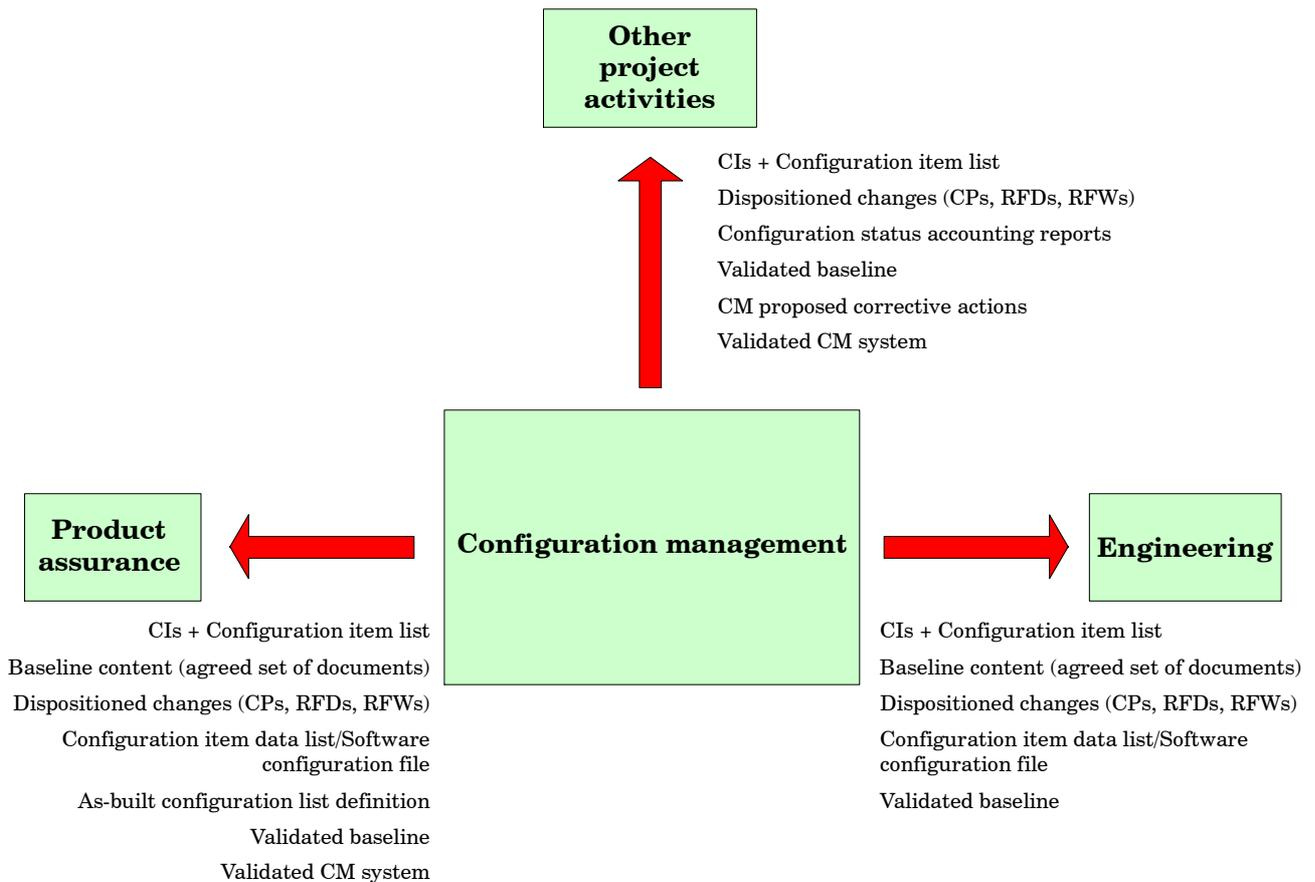 Other
project
activities
CIs + Configuration item list
Dispositioned changes (CPs, RFDs, RFWs)
Configuration status accounting reports
Validated baseline
CM proposed corrective actions
Validated CM system
Product
assurance
Configuration management
Engineering
CIs + Configuration item list
Baseline content (agreed set of documents)
Dispositioned changes (CPs, RFDs, RFWs)
Configuration item data list/Software
configuration file
As-built configuration list definition
Validated baseline
Validated CM system
CIs + Configuration item list
Baseline content (agreed set of documents)
Dispositioned changes (CPs, RFDs, RFWs)
Configuration item data list/Software
configuration file
Validated baseline